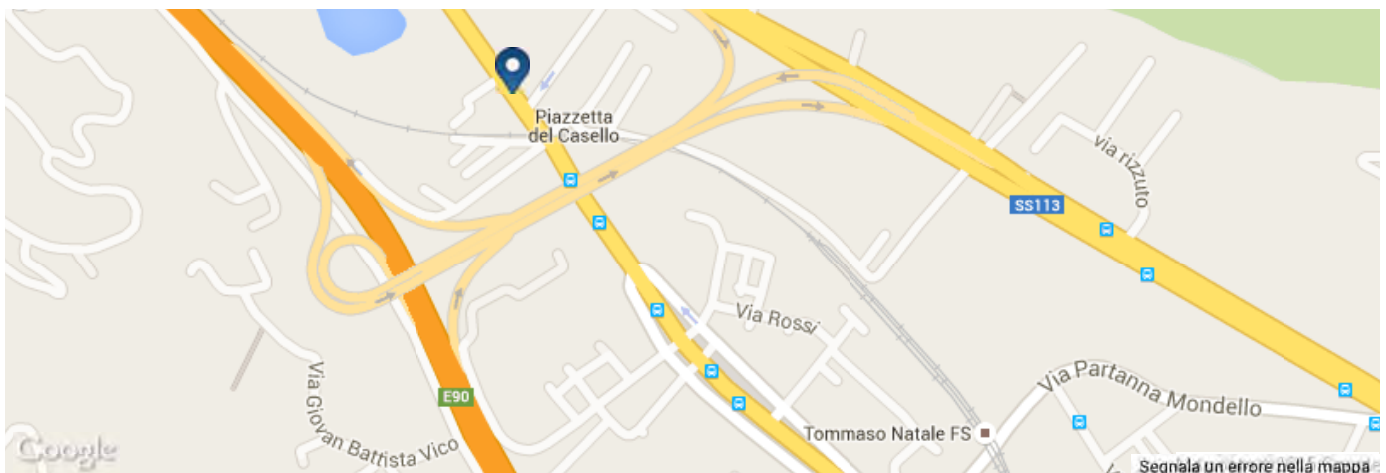 Piazzetta
del Casello
via rizzuto
SS113
Via Rossi
Via Partanna Mondello
E90
Via Giovan Battista Vico
Tommaso Natale FS
Google
Segnala un errore nella mappa